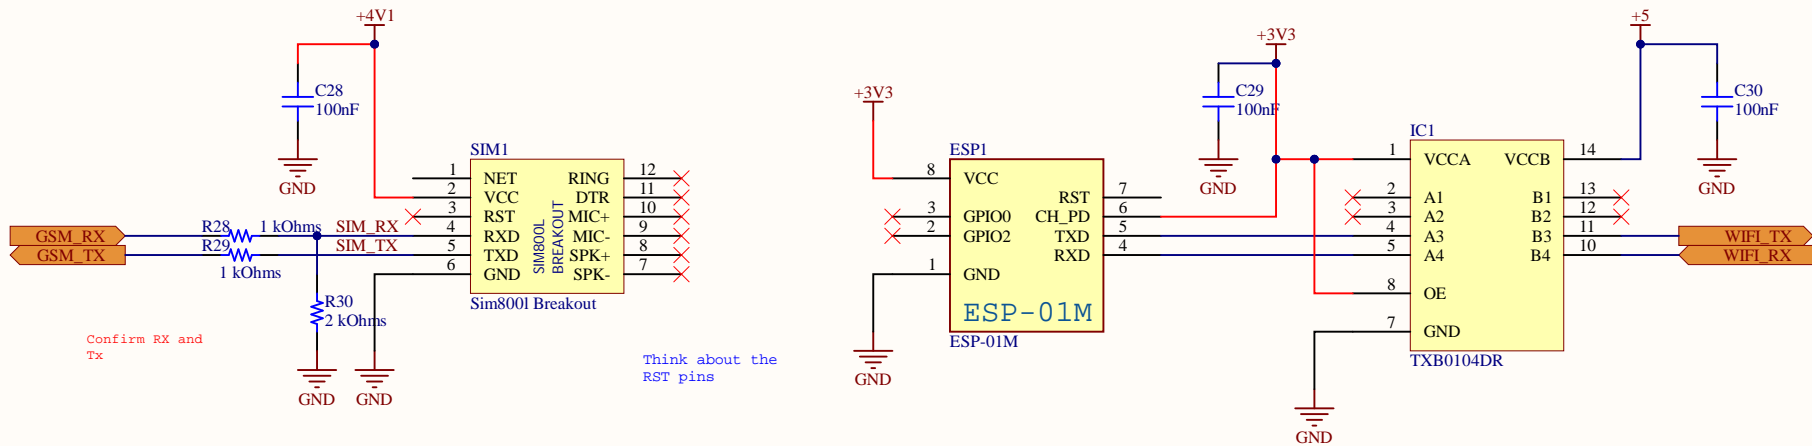 +4V1
C28
100nF
GND
GSM_RX
GSM_TX
R28
1 kOhms
R29
1 kOhms
SIM_RX
SIM_TX
R30
2 kOhms
GND
GND
Confirm RX and
Tx
SIM1
1 NET RING 12
2 VCC DTR 11
3 RST MIC+ 10
4 RXD MIC- 9
5 TXD SPK+ 8
6 GND SPK- 7
SIM800L
BREAKOUT
Sim800l Breakout
Think about the
RST pins
+3V3
ESP1
8 VCC
RST 7
3 GPIO0 CH_PD 6
2 GPIO2 TXD 5
RXD 4
1 GND
ESP-01M
ESP-01M
GND
+3V3
C29
100nF
GND
IC1
1 VCCA VCCB 14
2 A1 B1 13
3 A2 B2 12
4 A3 B3 11
5 A4 B4 10
8 OE
7 GND
TXB0104DR
GND
+5
C30
100nF
GND
WIFI_TX
WIFI_RX